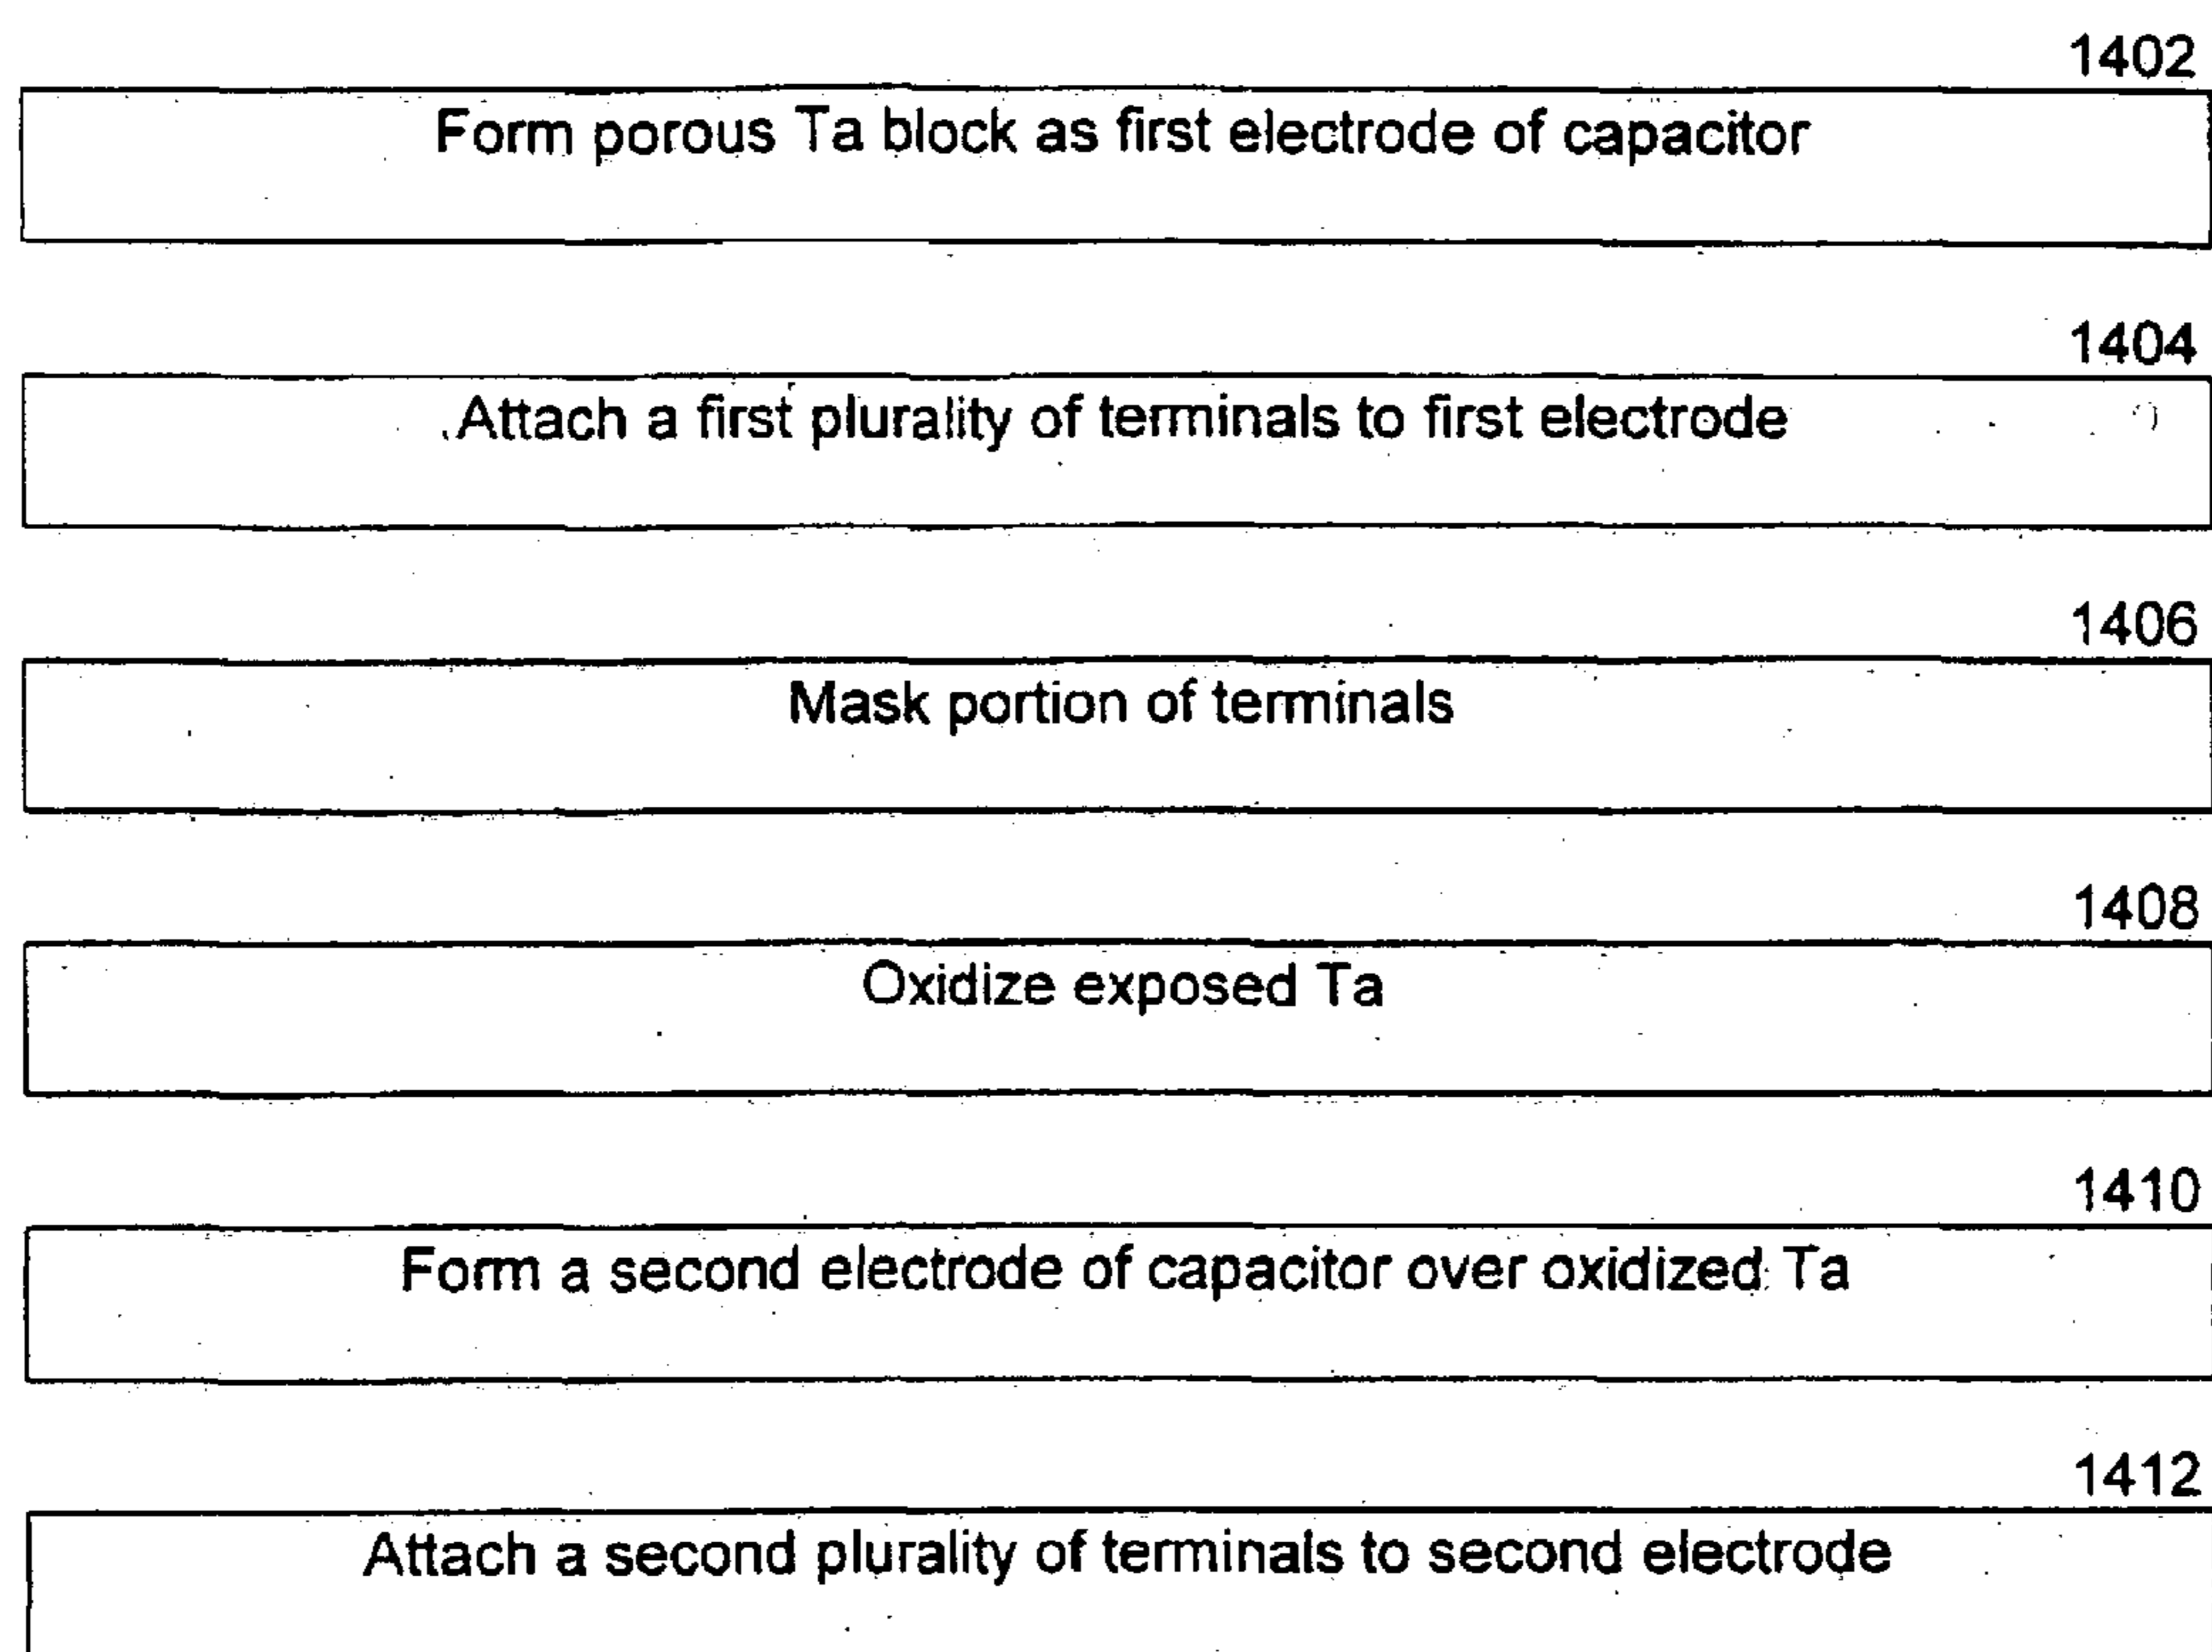 1402
Form porous Ta block as first electrode of capacitor
1404
Attach a first plurality of terminals to first electrode
1406
Mask portion of terminals
1408
Oxidize exposed Ta
1410
Form a second electrode of capacitor over oxidized Ta
1412
Attach a second plurality of terminals to second electrode